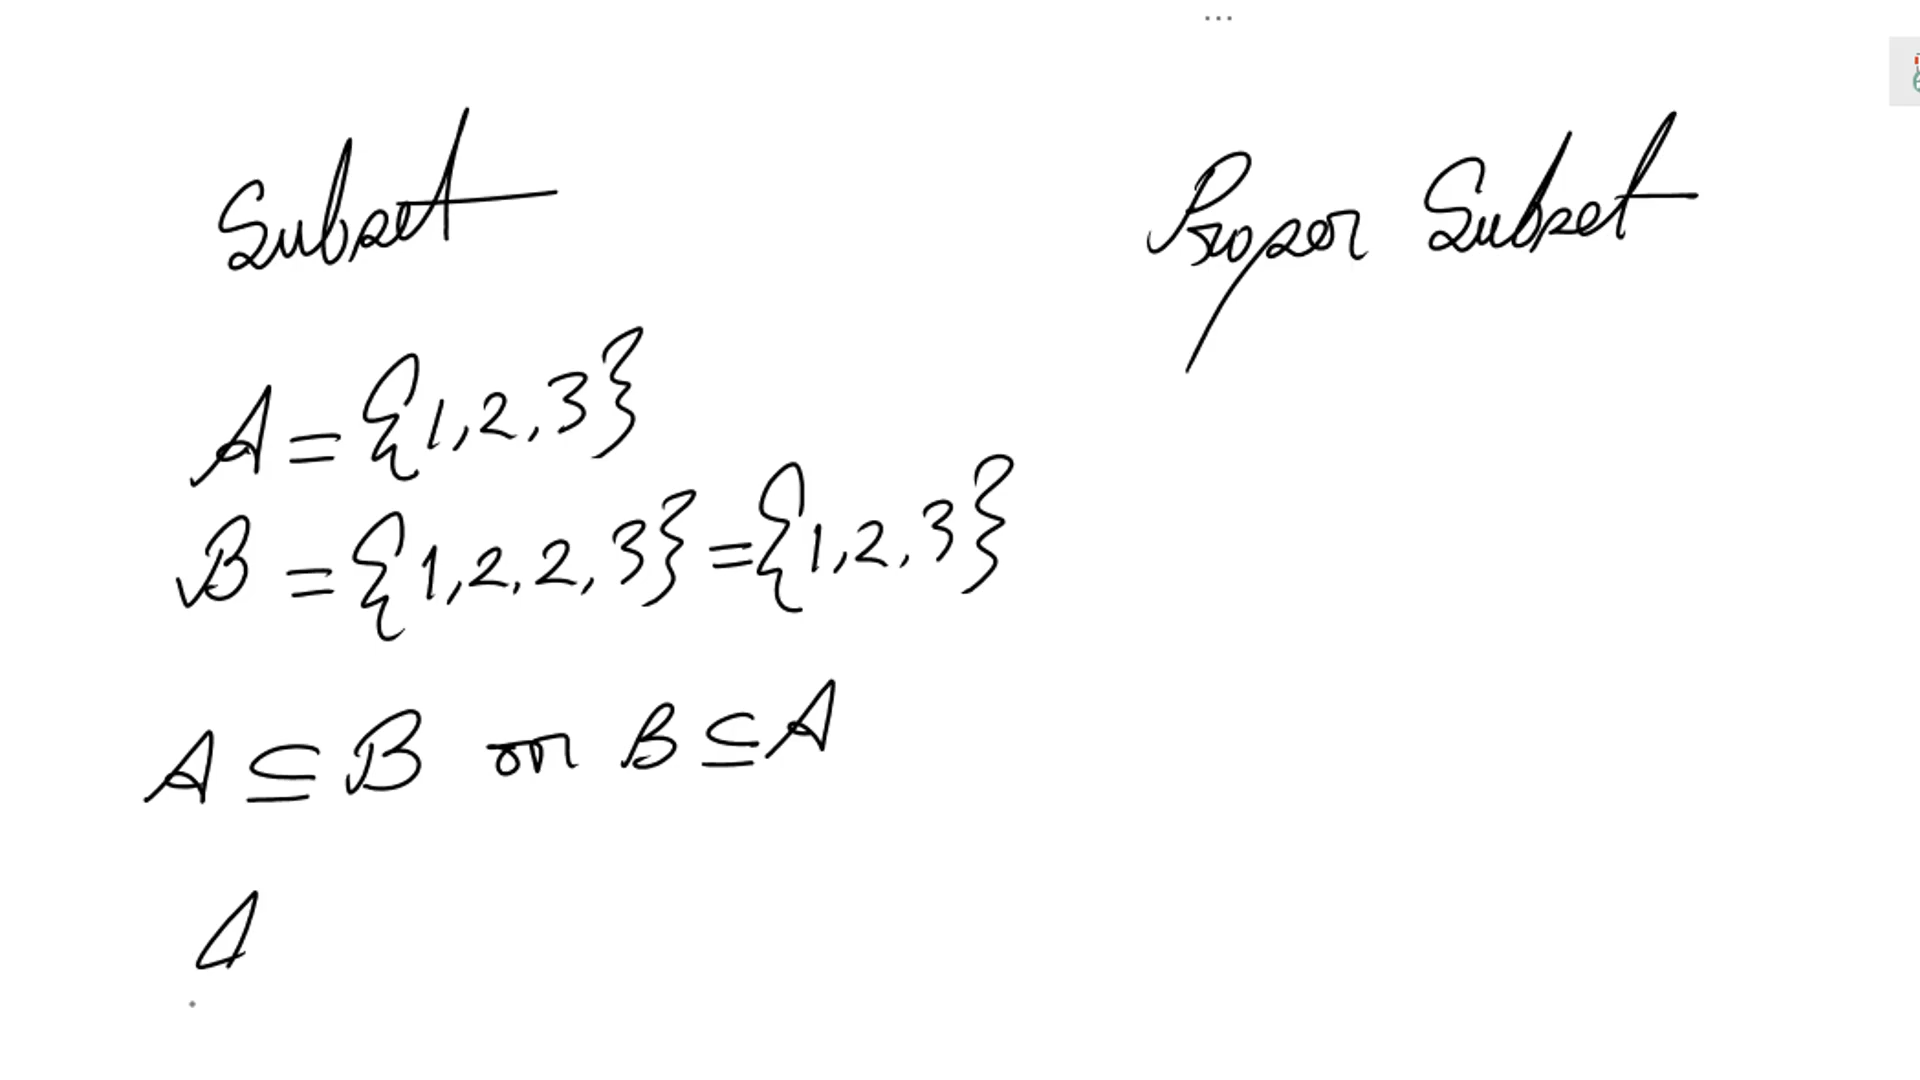 Subset
Proper Subset
A = {1,2,3}
B = {1,2,2,3} = {1,2,3}
A ⊆ B or B ⊆ A
A